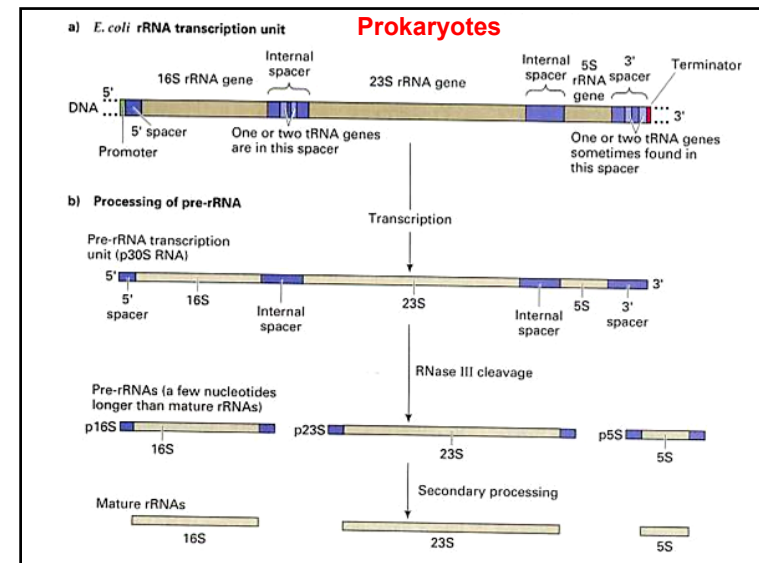 a) E. coli rRNA transcription unit
Prokaryotes
Internal
spacer
16S rRNA gene
23S rRNA gene
Internal
spacer
5S
rRNA
gene
3'
spacer
Terminator
5'
DNA
3'
5' spacer
Promoter
One or two tRNA genes
are in this spacer
One or two tRNA genes
sometimes found in
this spacer
b) Processing of pre-rRNA
Transcription
Pre-rRNA transcription
unit (p30S RNA)
5'
3'
5'
spacer
16S
Internal
spacer
23S
Internal
spacer
5S
3'
spacer
RNase III cleavage
Pre-rRNAs (a few nucleotides
longer than mature rRNAs)
p16S
16S
p23S
23S
p5S
5S
Secondary processing
Mature rRNAs
16S
23S
5S